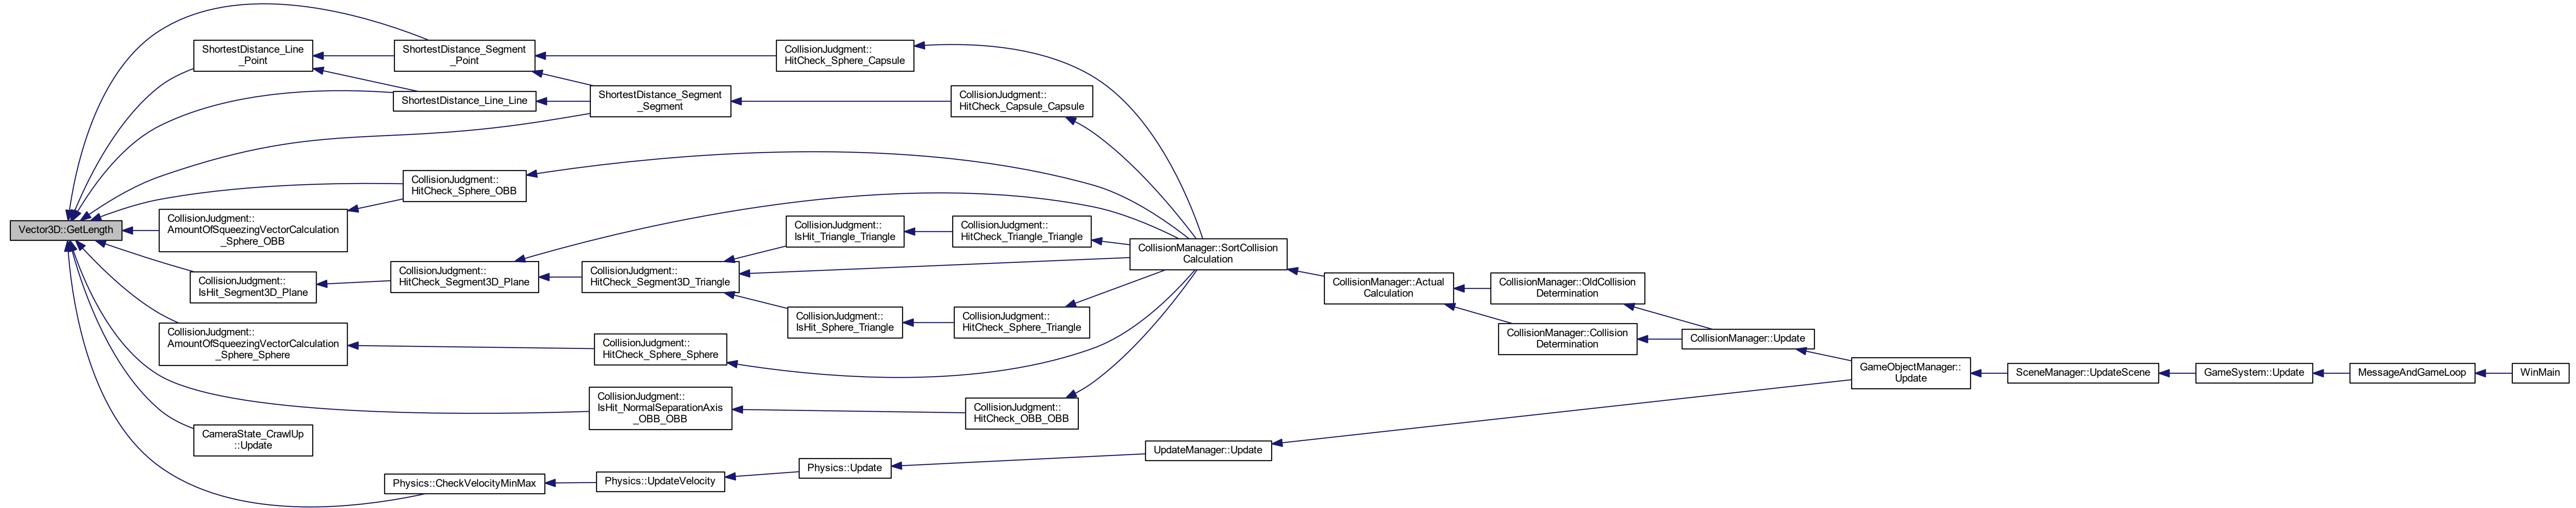 Vector3D::GetLength
ShortestDistance_Line
_Point
ShortestDistance_Segment
_Point
ShortestDistance_Line_Line
ShortestDistance_Segment
_Segment
CollisionJudgment::
HitCheck_Sphere_Capsule
CollisionJudgment::
HitCheck_Capsule_Capsule
CollisionJudgment::
HitCheck_Sphere_OBB
CollisionJudgment::
AmountOfSqueezingVectorCalculation
_Sphere_OBB
CollisionJudgment::
IsHit_Segment3D_Plane
CollisionJudgment::
HitCheck_Segment3D_Plane
CollisionJudgment::
HitCheck_Segment3D_Triangle
CollisionJudgment::
IsHit_Triangle_Triangle
CollisionJudgment::
HitCheck_Triangle_Triangle
CollisionJudgment::
IsHit_Sphere_Triangle
CollisionJudgment::
HitCheck_Sphere_Triangle
CollisionJudgment::
AmountOfSqueezingVectorCalculation
_Sphere_Sphere
CollisionJudgment::
HitCheck_Sphere_Sphere
CollisionJudgment::
IsHit_NormalSeparationAxis
_OBB_OBB
CollisionJudgment::
HitCheck_OBB_OBB
CameraState_CrawlUp
::Update
Physics::CheckVelocityMinMax
Physics::UpdateVelocity
Physics::Update
UpdateManager::Update
CollisionManager::SortCollision
Calculation
CollisionManager::Actual
Calculation
CollisionManager::OldCollision
Determination
CollisionManager::Collision
Determination
CollisionManager::Update
GameObjectManager::
Update
SceneManager::UpdateScene
GameSystem::Update
MessageAndGameLoop
WinMain